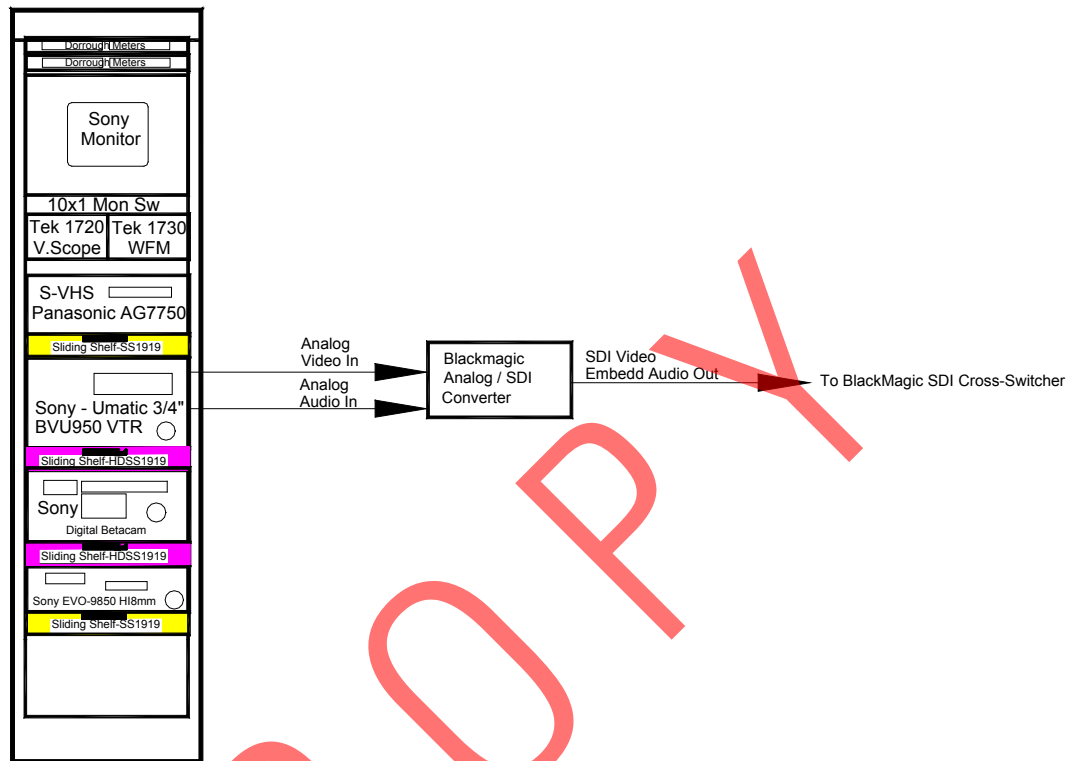 Dorrough Meters
Dorrough Meters
Sony
Monitor
10x1 Mon Sw
Tek 1720
V.Scope
Tek 1730
WFM
S-VHS
Panasonic AG7750
Sliding Shelf-SS1919
Sony - Umatic 3/4"
BVU950 VTR
Sliding Shelf-HDSS1919
Sony
Digital Betacam
Sliding Shelf-HDSS1919
Sony EVO-9850 HI8mm
Sliding Shelf-SS1919
Analog
Video In
Analog
Audio In
Blackmagic
Analog / SDI
Converter
SDI Video
Embedd Audio Out
To BlackMagic SDI Cross-Switcher
COPY